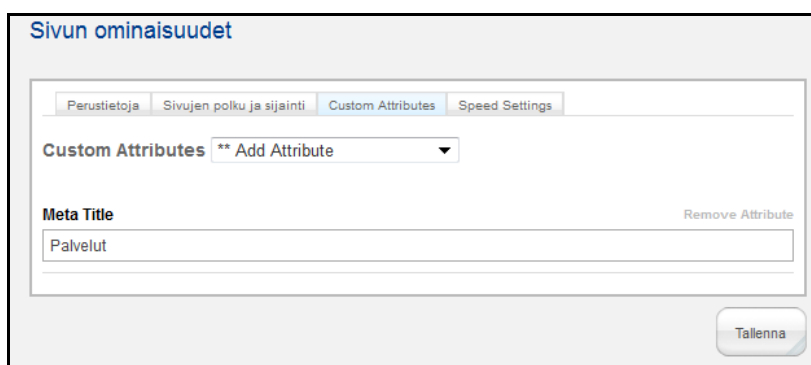 Sivun ominaisuudet
Perustietoja Sivujen polku ja sijainti Custom Attributes Speed Settings
Custom Attributes ** Add Attribute
Meta Title Remove Attribute
Palvelut
Tallenna